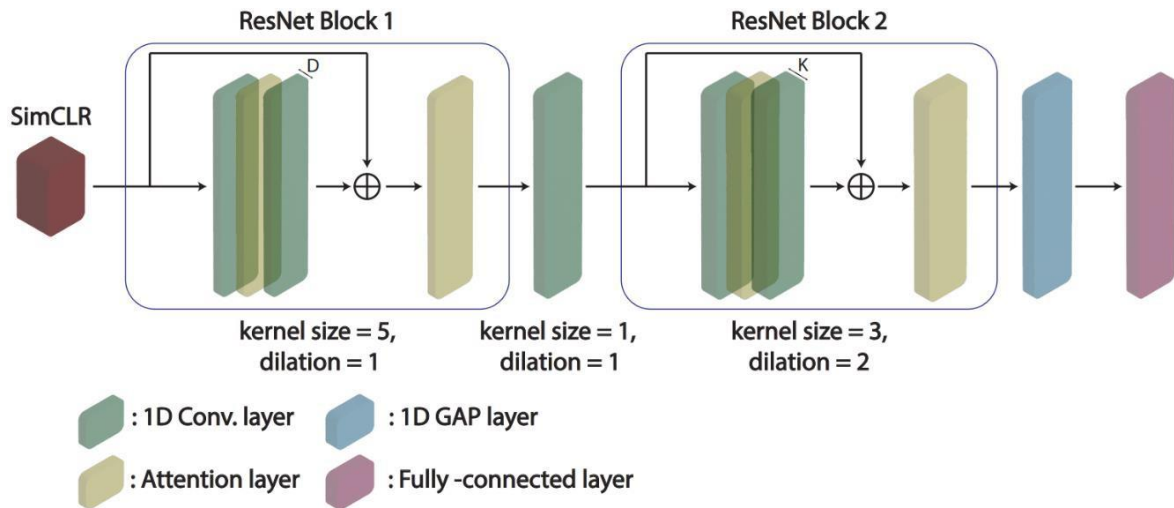 ResNet Block 1
ResNet Block 2
D
K
SimCLR
kernel size = 5,
dilation = 1
kernel size = 1,
dilation = 1
kernel size = 3,
dilation = 2
: 1D Conv. layer
: 1D GAP layer
: Attention layer
: Fully -connected layer